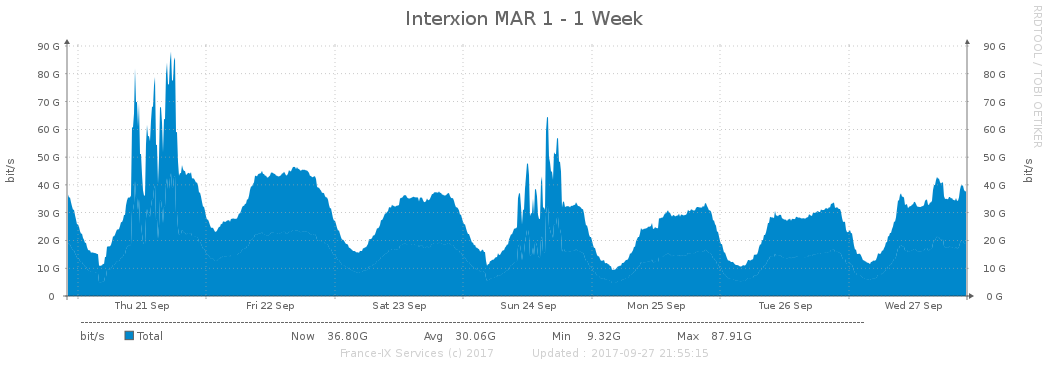 Interxion MAR 1 - 1 Week
RRDTOOL / TOBI OETIKER
bit/s
bit/s
90 G 90 G
80 G 80 G
70 G 70 G
60 G 60 G
50 G 50 G
40 G 40 G
30 G 30 G
20 G 20 G
10 G 10 G
0 0 G
Thu 21 Sep Fri 22 Sep Sat 23 Sep Sun 24 Sep Mon 25 Sep Tue 26 Sep Wed 27 Sep
bit/s Total Now 36.80G Avg 30.06G Min 9.32G Max 87.91G
France-IX Services (c) 2017 Updated : 2017-09-27 21:55:15